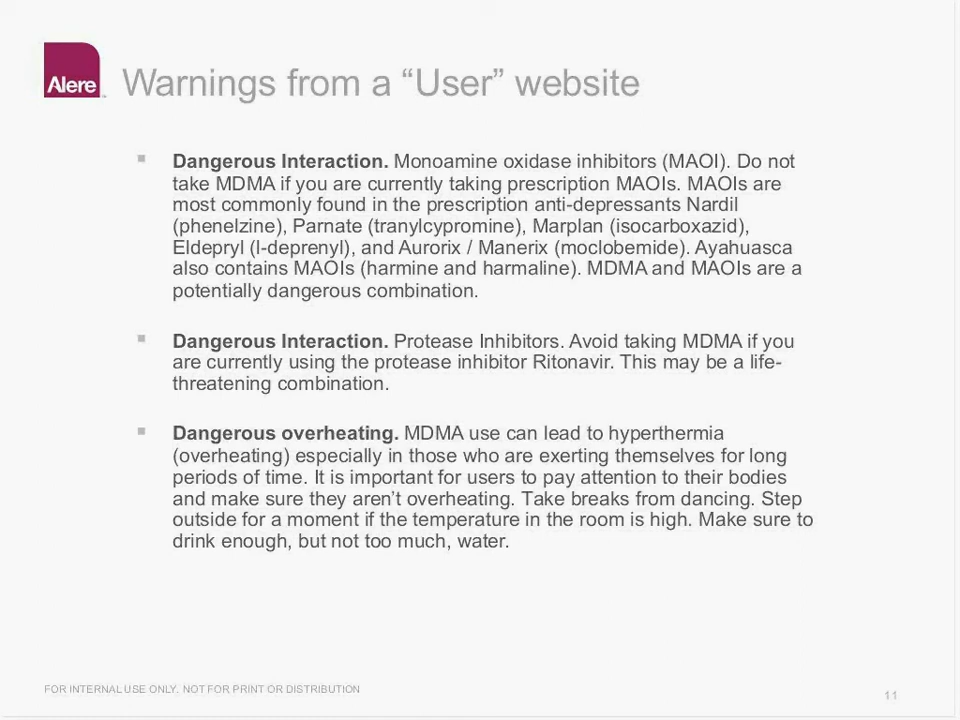 Alere
Warnings from a “User” website
▪ Dangerous Interaction. Monoamine oxidase inhibitors (MAOI). Do not
take MDMA if you are currently taking prescription MAOIs. MAOIs are
most commonly found in the prescription anti-depressants Nardil
(phenelzine), Parnate (tranylcypromine), Marplan (isocarboxazid),
Eldepryl (l-deprenyl), and Aurorix / Manerix (moclobemide). Ayahuasca
also contains MAOIs (harmine and harmaline). MDMA and MAOIs are a
potentially dangerous combination.
▪ Dangerous Interaction. Protease Inhibitors. Avoid taking MDMA if you
are currently using the protease inhibitor Ritonavir. This may be a life-
threatening combination.
▪ Dangerous overheating. MDMA use can lead to hyperthermia
(overheating) especially in those who are exerting themselves for long
periods of time. It is important for users to pay attention to their bodies
and make sure they aren’t overheating. Take breaks from dancing. Step
outside for a moment if the temperature in the room is high. Make sure to
drink enough, but not too much, water.
FOR INTERNAL USE ONLY. NOT FOR PRINT OR DISTRIBUTION
11